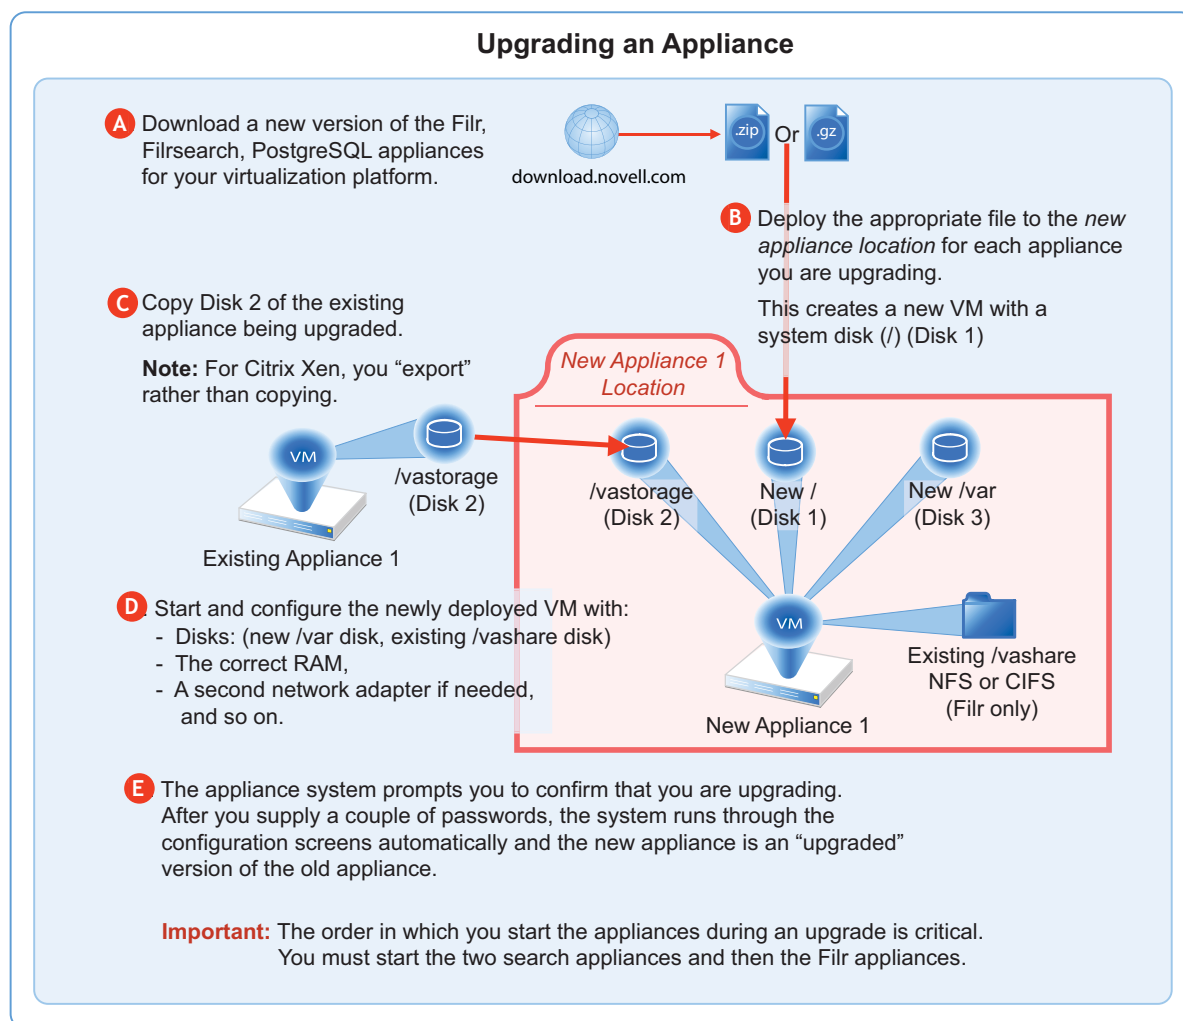 Upgrading an Appliance
A Download a new version of the Filr,
Filrsearch, PostgreSQL appliances
for your virtualization platform.
download.novell.com
.zip Or .gz
B Deploy the appropriate file to the new
appliance location for each appliance
you are upgrading.
This creates a new VM with a
system disk (/) (Disk 1)
C Copy Disk 2 of the existing
appliance being upgraded.
Note: For Citrix Xen, you “export”
rather than copying.
VM
/vastorage
(Disk 2)
Existing Appliance 1
New Appliance 1
Location
/vastorage
(Disk 2)
New /
(Disk 1)
New /var
(Disk 3)
VM
New Appliance 1
Existing /vashare
NFS or CIFS
(Filr only)
D. Start and configure the newly deployed VM with:
- Disks: (new /var disk, existing /vashare disk)
- The correct RAM,
- A second network adapter if needed,
and so on.
E The appliance system prompts you to confirm that you are upgrading.
After you supply a couple of passwords, the system runs through the
configuration screens automatically and the new appliance is an “upgraded”
version of the old appliance.
Important: The order in which you start the appliances during an upgrade is critical.
You must start the two search appliances and then the Filr appliances.